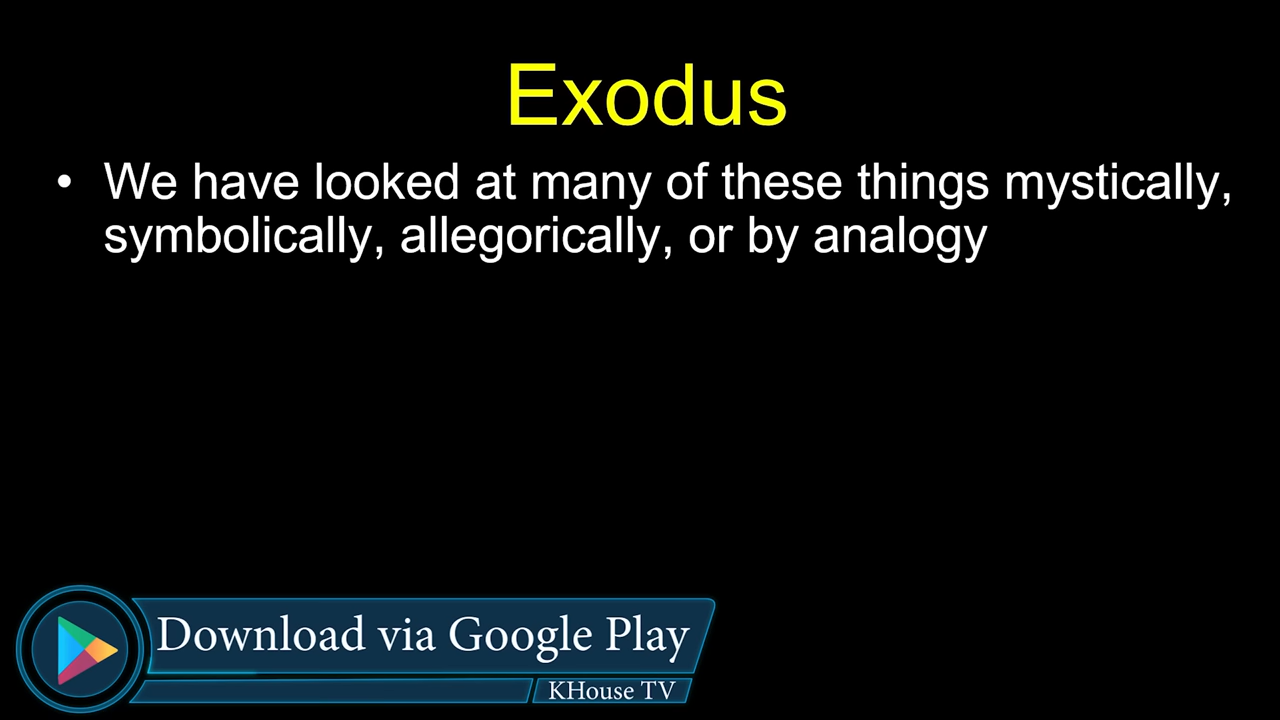 Exodus
• We have looked at many of these things mystically,
symbolically, allegorically, or by analogy
Download via Google Play
KHouse TV